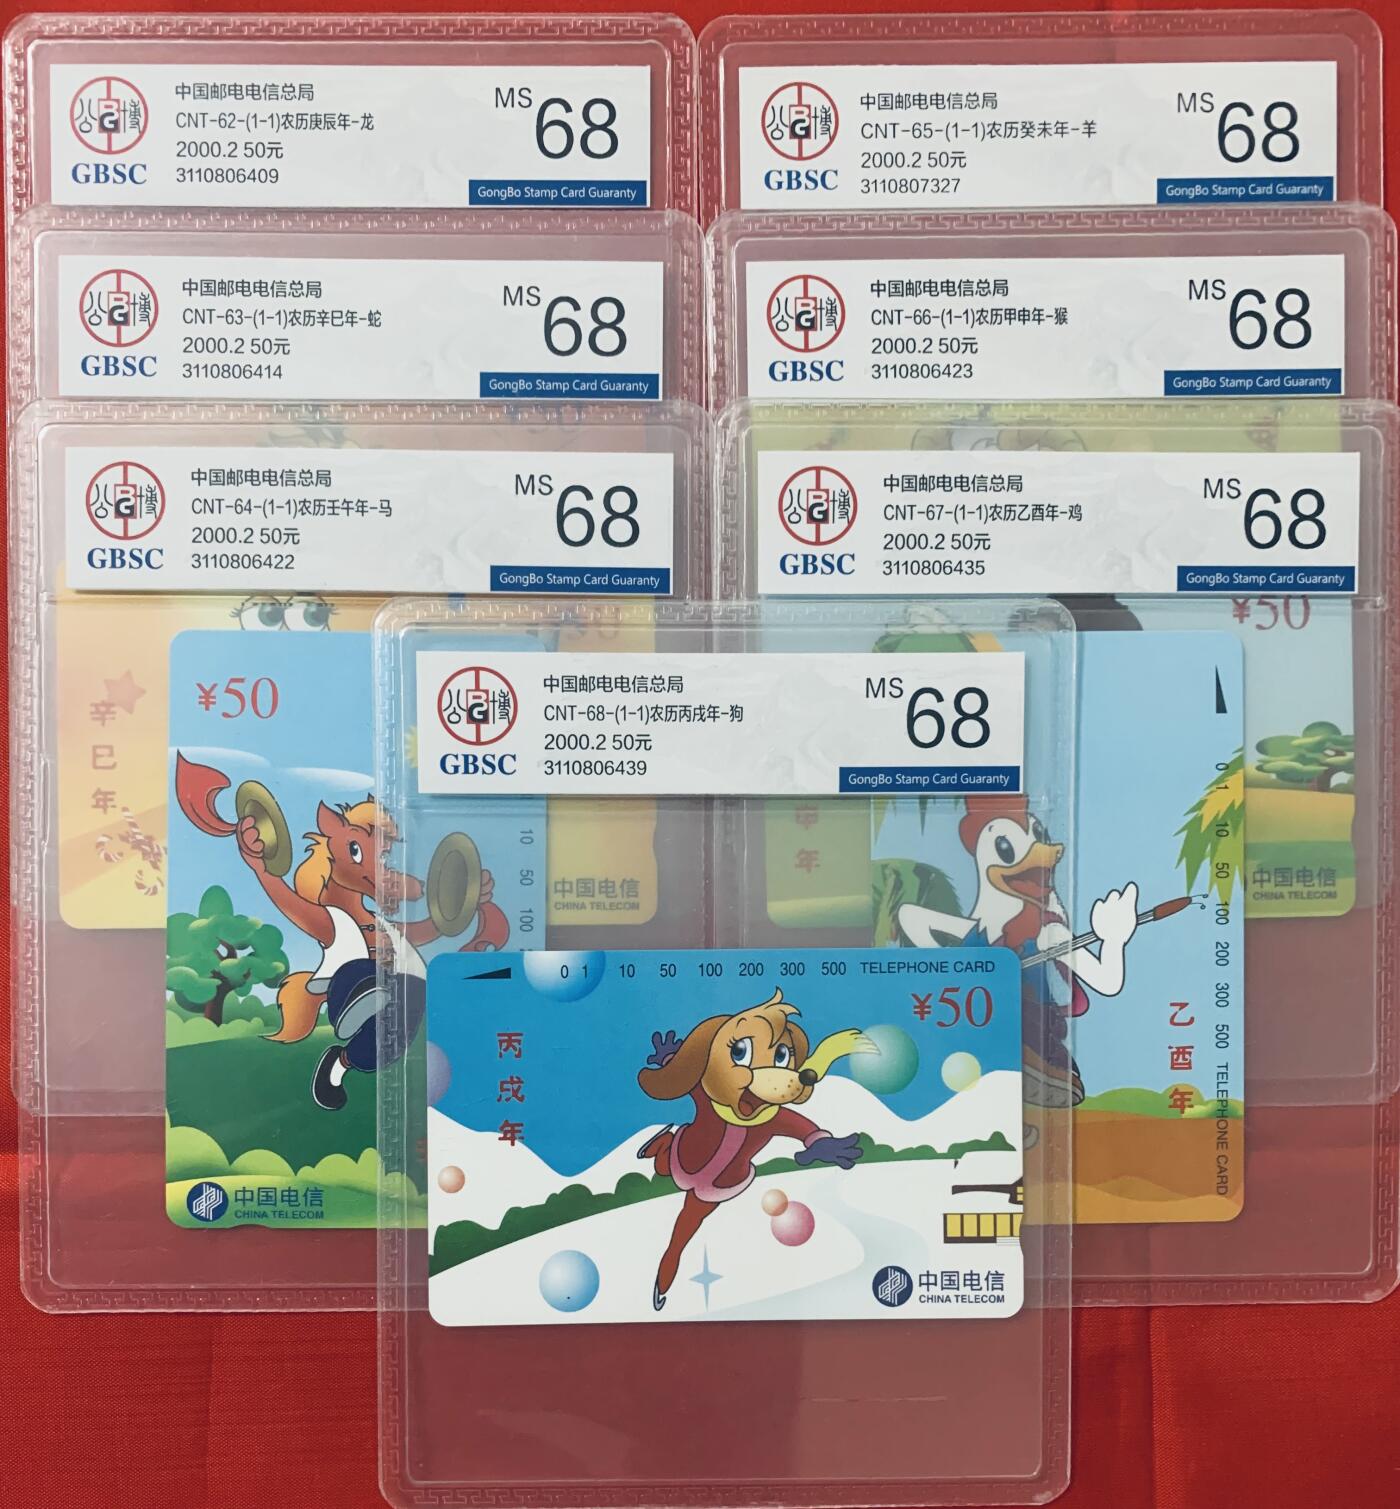 中国邮电电信总局
CNT-62-(1-1)农历庚辰年-龙
2000.2 50元
3110806409
MS 68
GBSC
GongBo Stamp Card Guaranty
中国邮电电信总局
CNT-65-(1-1)农历癸未年-羊
2000.2 50元
3110807327
MS 68
GBSC
GongBo Stamp Card Guaranty
中国邮电电信总局
CNT-63-(1-1)农历辛巳年-蛇
2000.2 50元
3110806414
MS 68
GBSC
GongBo Stamp Card Guaranty
中国邮电电信总局
CNT-66-(1-1)农历甲申年-猴
2000.2 50元
3110806423
MS 68
GBSC
GongBo Stamp Card Guaranty
中国邮电电信总局
CNT-64-(1-1)农历壬午年-马
2000.2 50元
3110806422
MS 68
GBSC
GongBo Stamp Card Guaranty
中国邮电电信总局
CNT-67-(1-1)农历乙酉年-鸡
2000.2 50元
3110806435
MS 68
GBSC
GongBo Stamp Card Guaranty
中国邮电电信总局
CNT-68-(1-1)农历丙戌年-狗
2000.2 50元
3110806439
MS 68
GBSC
GongBo Stamp Card Guaranty
辛巳年
中国电信
CHINA TELECOM
¥50
10 50 100
中国电信
CHINA TELECOM
申年
¥50
中国电信
CHINA TELECOM
0 1 10 50 100 200 300 500 TELEPHONE CARD
乙酉年
0 1 10 50 100 200 300 500 TELEPHONE CARD
¥50
丙戌年
中国电信
CHINA TELECOM